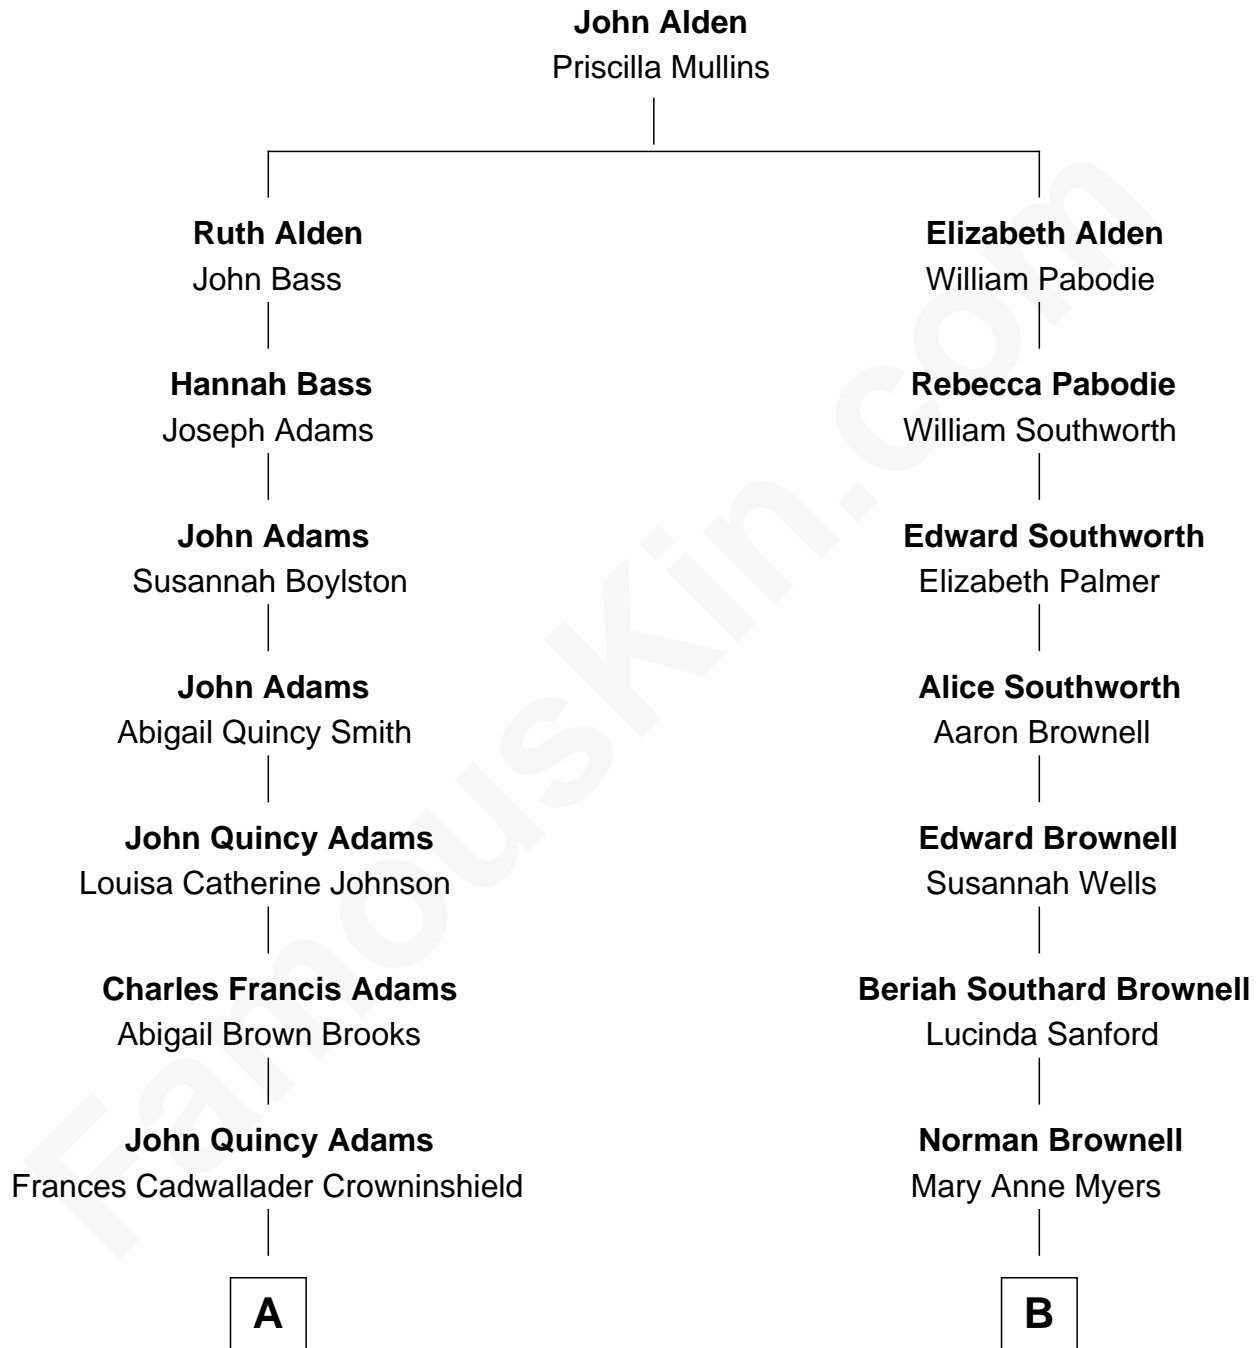 John Alden
Priscilla Mullins
Ruth Alden
John Bass
Hannah Bass
Joseph Adams
John Adams
Susannah Boylston
John Adams
Abigail Quincy Smith
John Quincy Adams
Louisa Catherine Johnson
Charles Francis Adams
Abigail Brown Brooks
John Quincy Adams
Frances Cadwallader Crowninshield
A
Elizabeth Alden
William Pabodie
Rebecca Pabodie
William Southworth
Edward Southworth
Elizabeth Palmer
Alice Southworth
Aaron Brownell
Edward Brownell
Susannah Wells
Beriah Southard Brownell
Lucinda Sanford
Norman Brownell
Mary Anne Myers
B
FamousKin.com